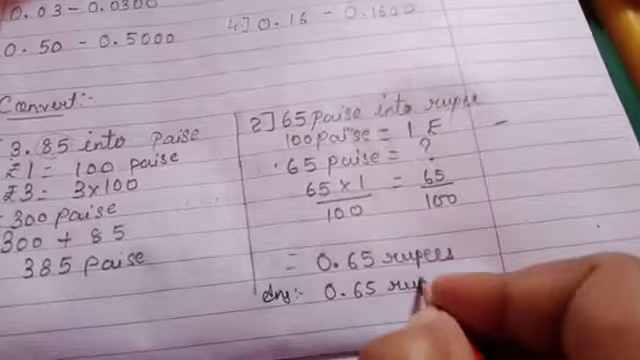 0.03 - 0.0300
0.50 - 0.5000
4] 0.16 - 0.1600
Convert:-
₹ 3.85 into paise
₹1 = 100 paise
₹3 = 3x100
= 300 paise
300 + 85
385 paise
2] 65 paise into rupee
100 paise = 1 ₹
65 paise = ?
65 x 1 = 65
100 100
= 0.65 rupees
Ans:- 0.65 rup